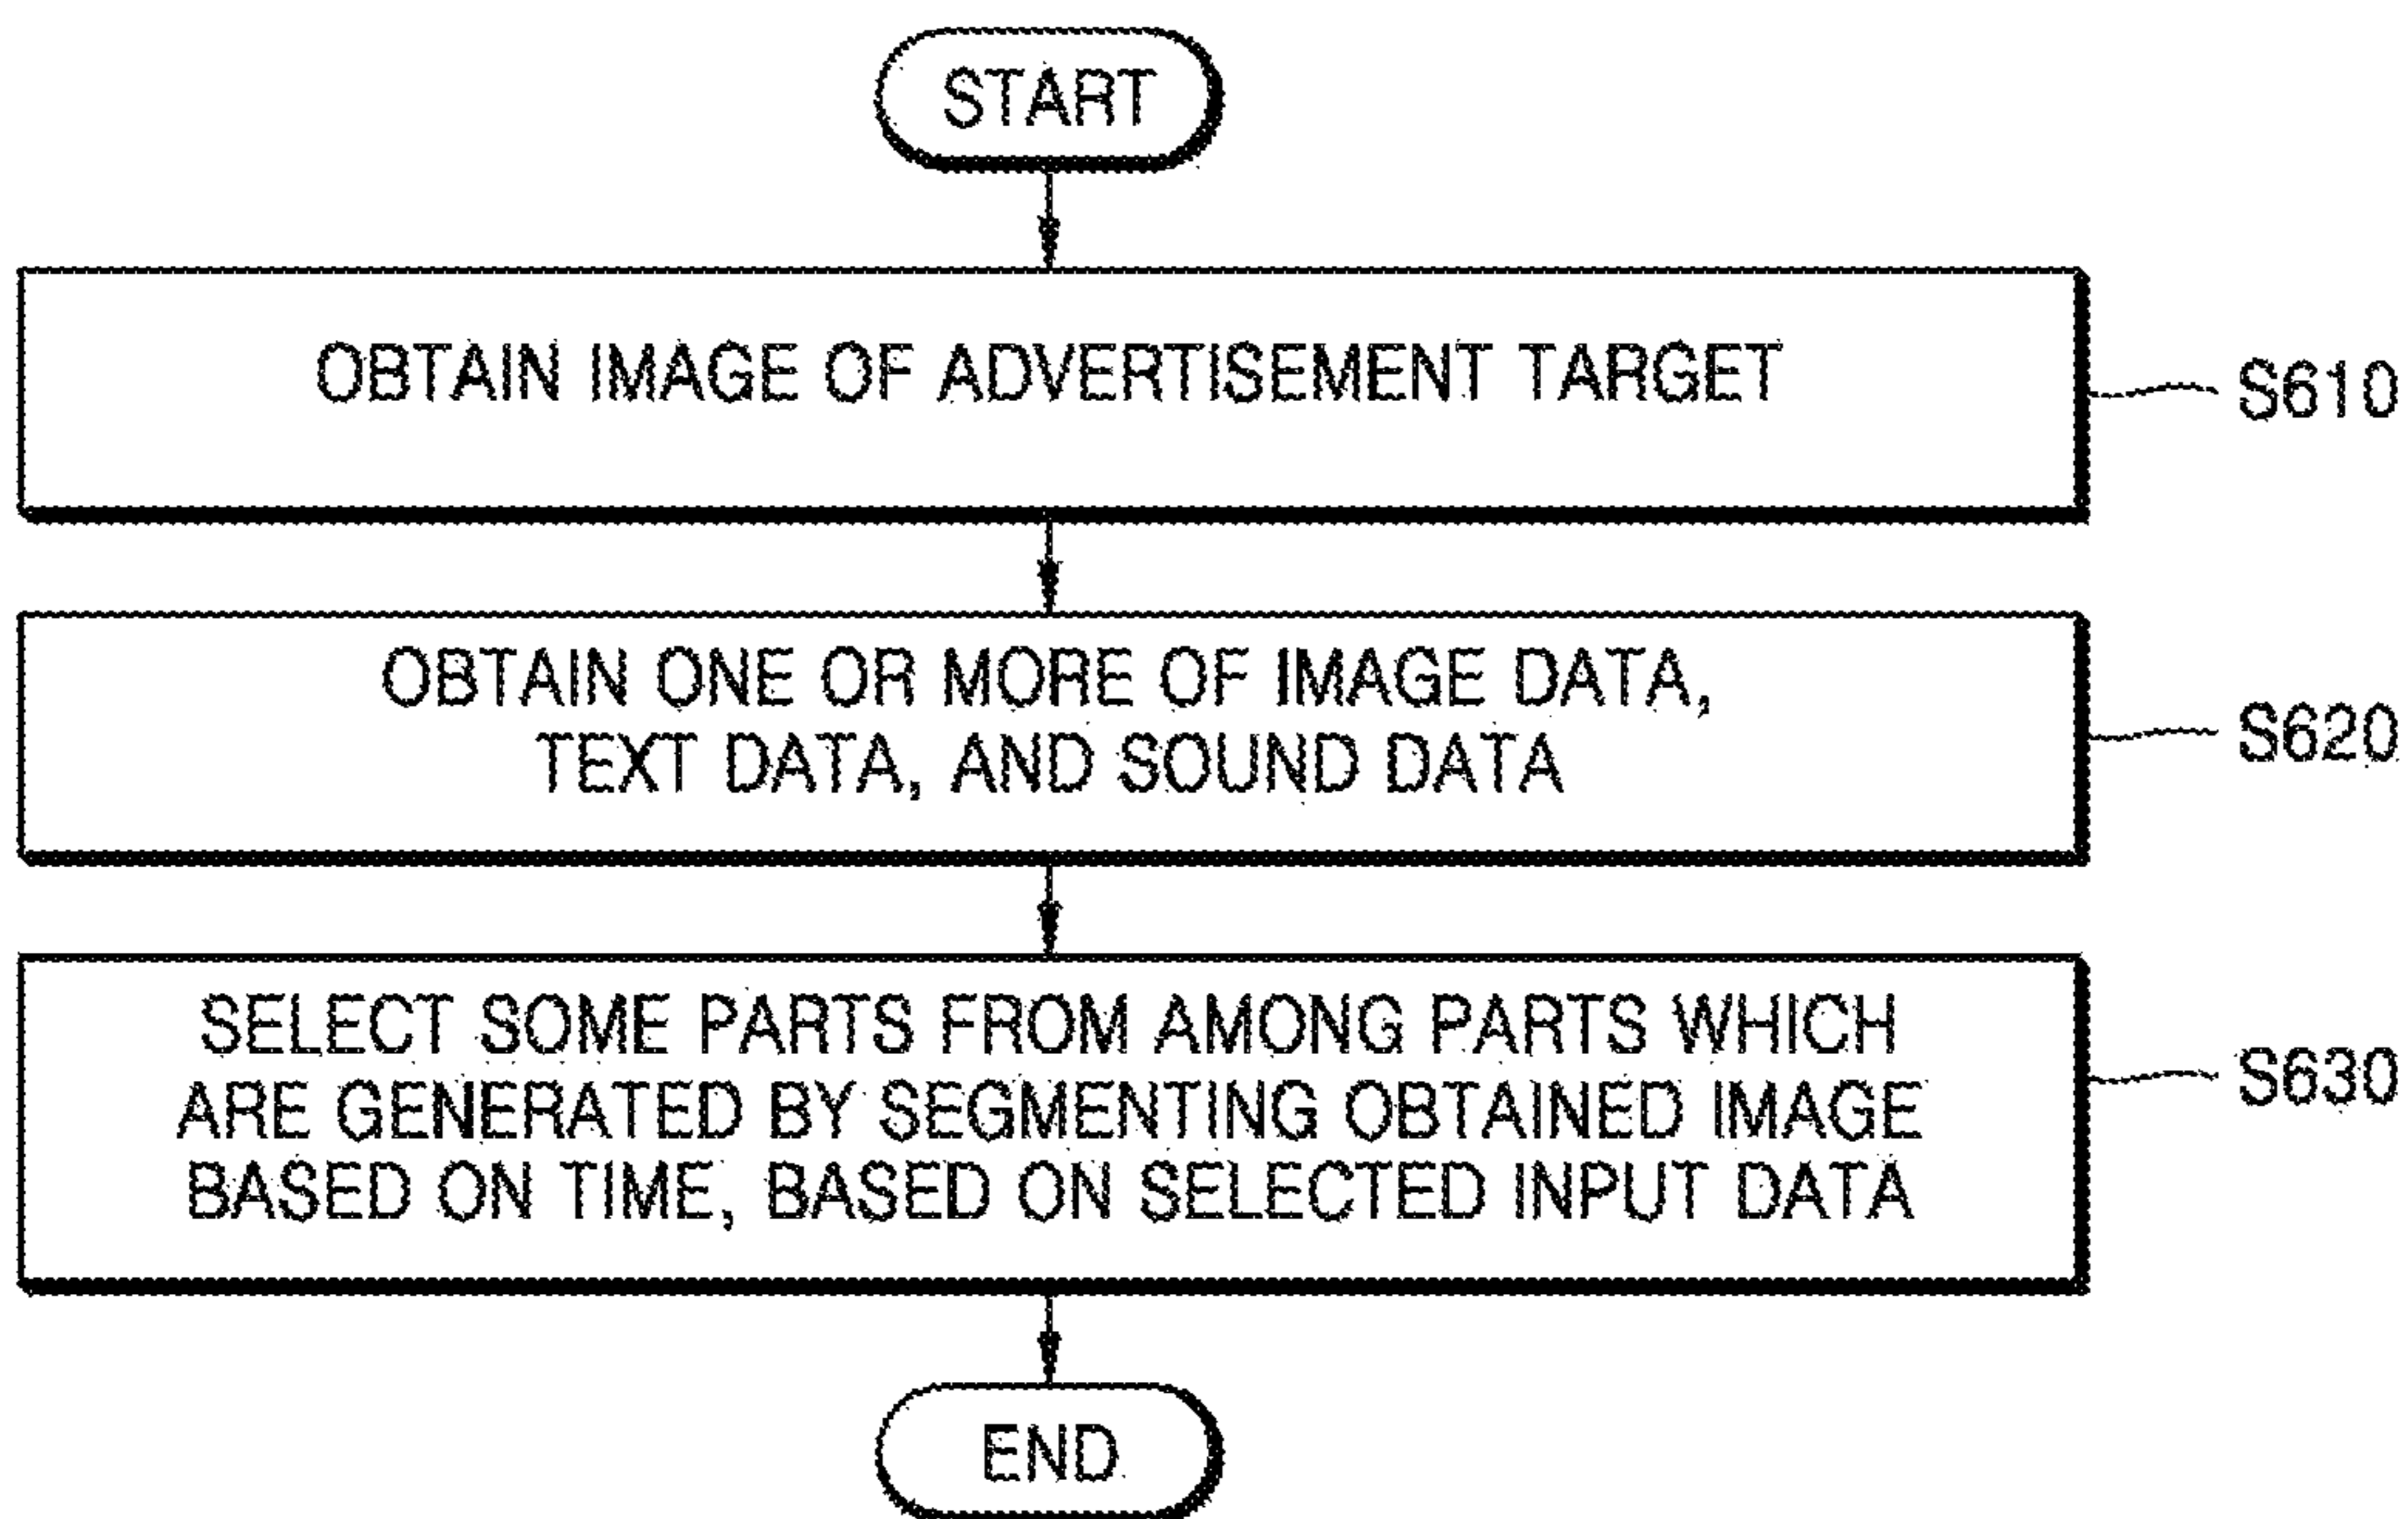 START
OBTAIN IMAGE OF ADVERTISEMENT TARGET
S610
OBTAIN ONE OR MORE OF IMAGE DATA,
TEXT DATA, AND SOUND DATA
S620
SELECT SOME PARTS FROM AMONG PARTS WHICH
ARE GENERATED BY SEGMENTING OBTAINED IMAGE
BASED ON TIME, BASED ON SELECTED INPUT DATA
S630
END